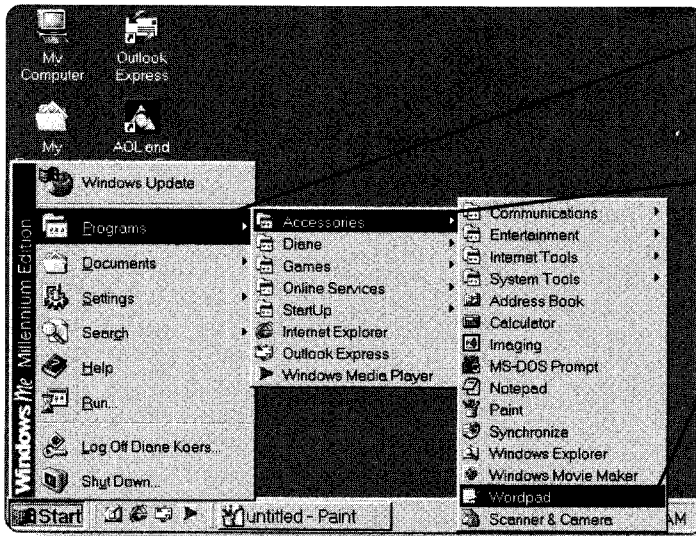 My
Computer
Outlook
Express
My
AOL and
Windows Update
Programs
Documents
Settings
Search
Help
Run...
Log Off Diane Koers...
Shut Down...
Windows Me Millennium Edition
Accessories
Diane
Games
Online Services
StartUp
Internet Explorer
Outlook Express
Windows Media Player
Communications
Entertainment
Internet Tools
System Tools
Address Book
Calculator
Imaging
MS-DOS Prompt
Notepad
Paint
Synchronize
Windows Explorer
Windows Movie Maker
Wordpad
Scanner & Camera
Start
untitled - Paint
AM